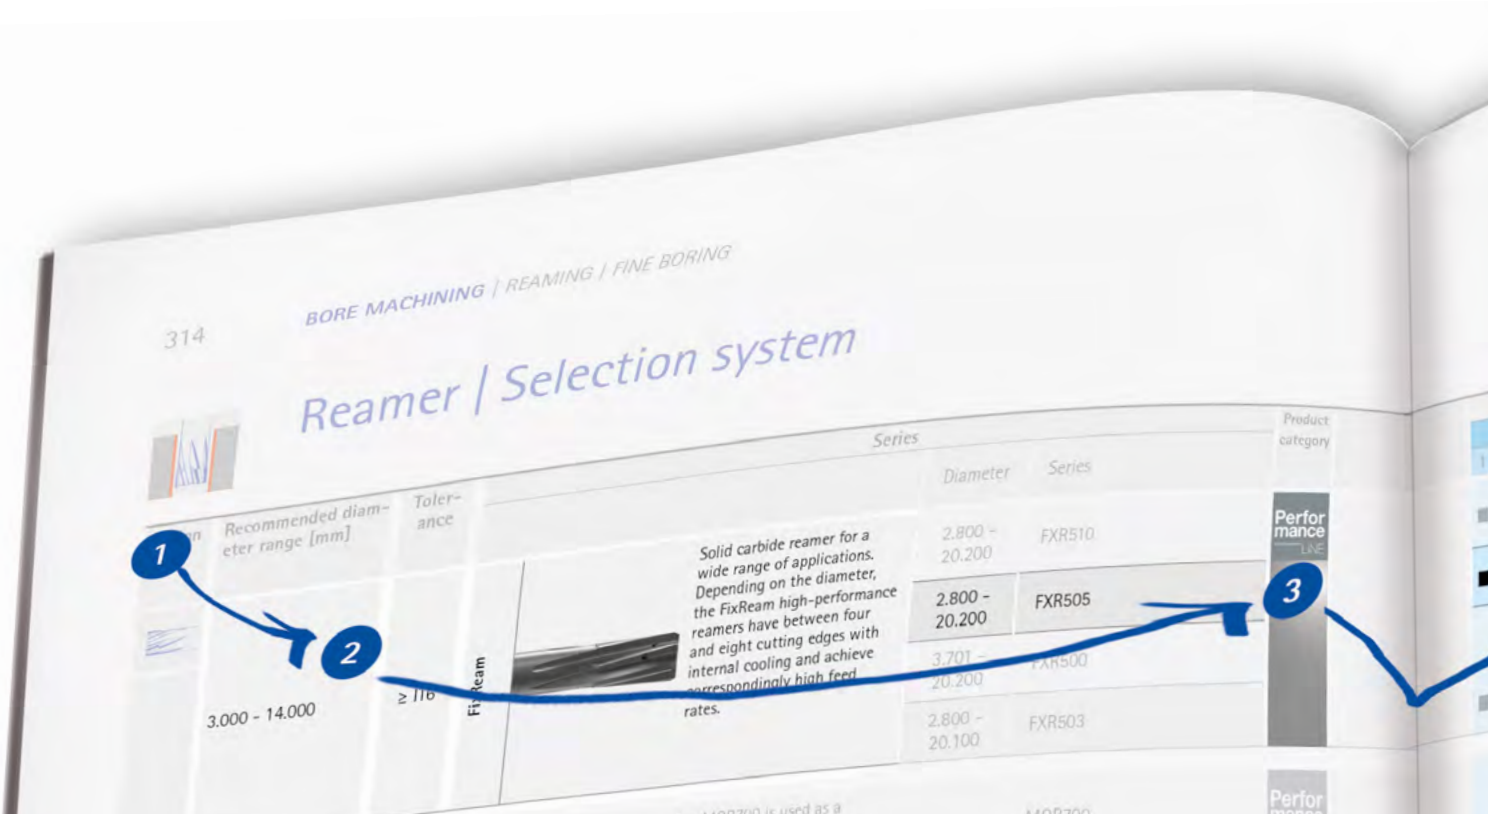 314
BORE MACHINING | REAMING / FINE BORING
Reamer | Selection system
Recommended diam-
eter range [mm]
Toler-
ance
Series
Diameter
Series
Product
category
1
2
3
3.000 - 14.000
≥ IT6
Solid carbide reamer for a
wide range of applications.
Depending on the diameter,
the FixReam high-performance
reamers have between four
and eight cutting edges with
internal cooling and achieve
correspondingly high feed
rates.
2.800 -
20.200
FXR510
2.800 -
20.200
FXR505
3.701 -
20.200
FXR500
2.800 -
20.100
FXR503
Perfor
mance
LINE
is used as a
Perfor
mance